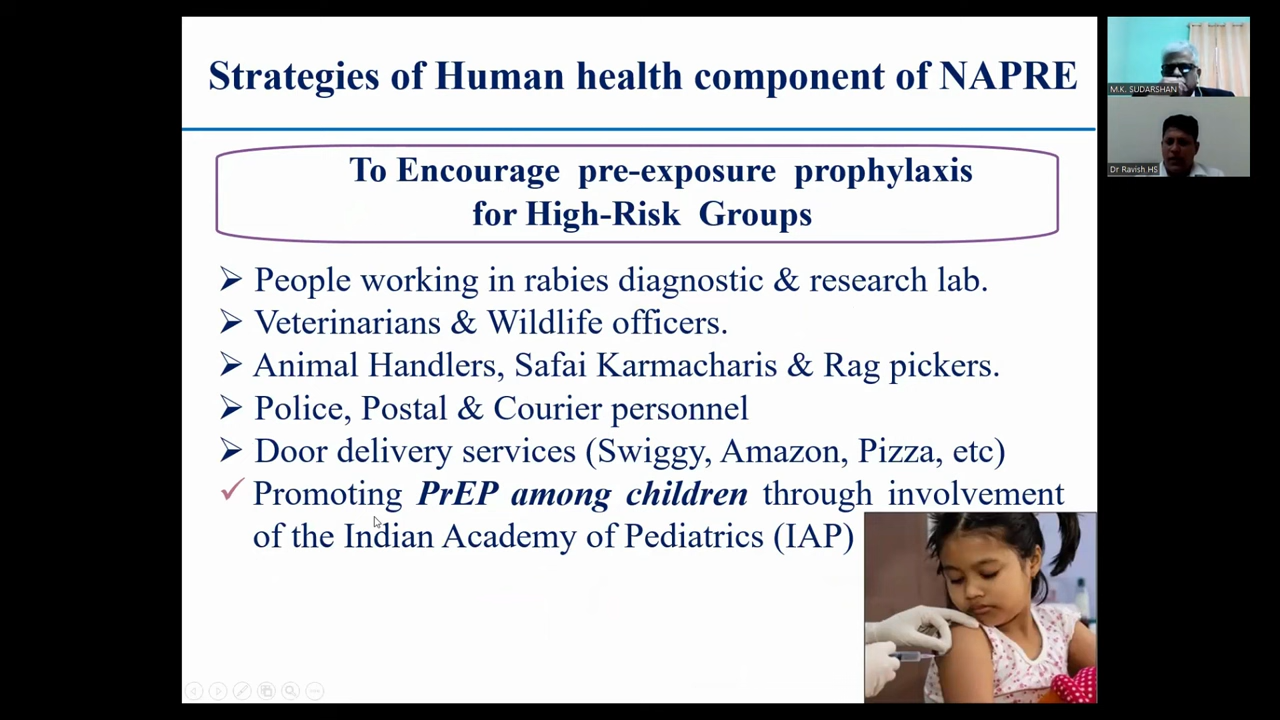 Strategies of Human health component of NAPRE
To Encourage pre-exposure prophylaxis
for High-Risk Groups
People working in rabies diagnostic & research lab.
Veterinarians & Wildlife officers.
Animal Handlers, Safai Karmacharis & Rag pickers.
Police, Postal & Courier personnel
Door delivery services (Swiggy, Amazon, Pizza, etc)
Promoting PrEP among children through involvement
of the Indian Academy of Pediatrics (IAP)
M.K. SUDARSHAN
Dr Ravish HS